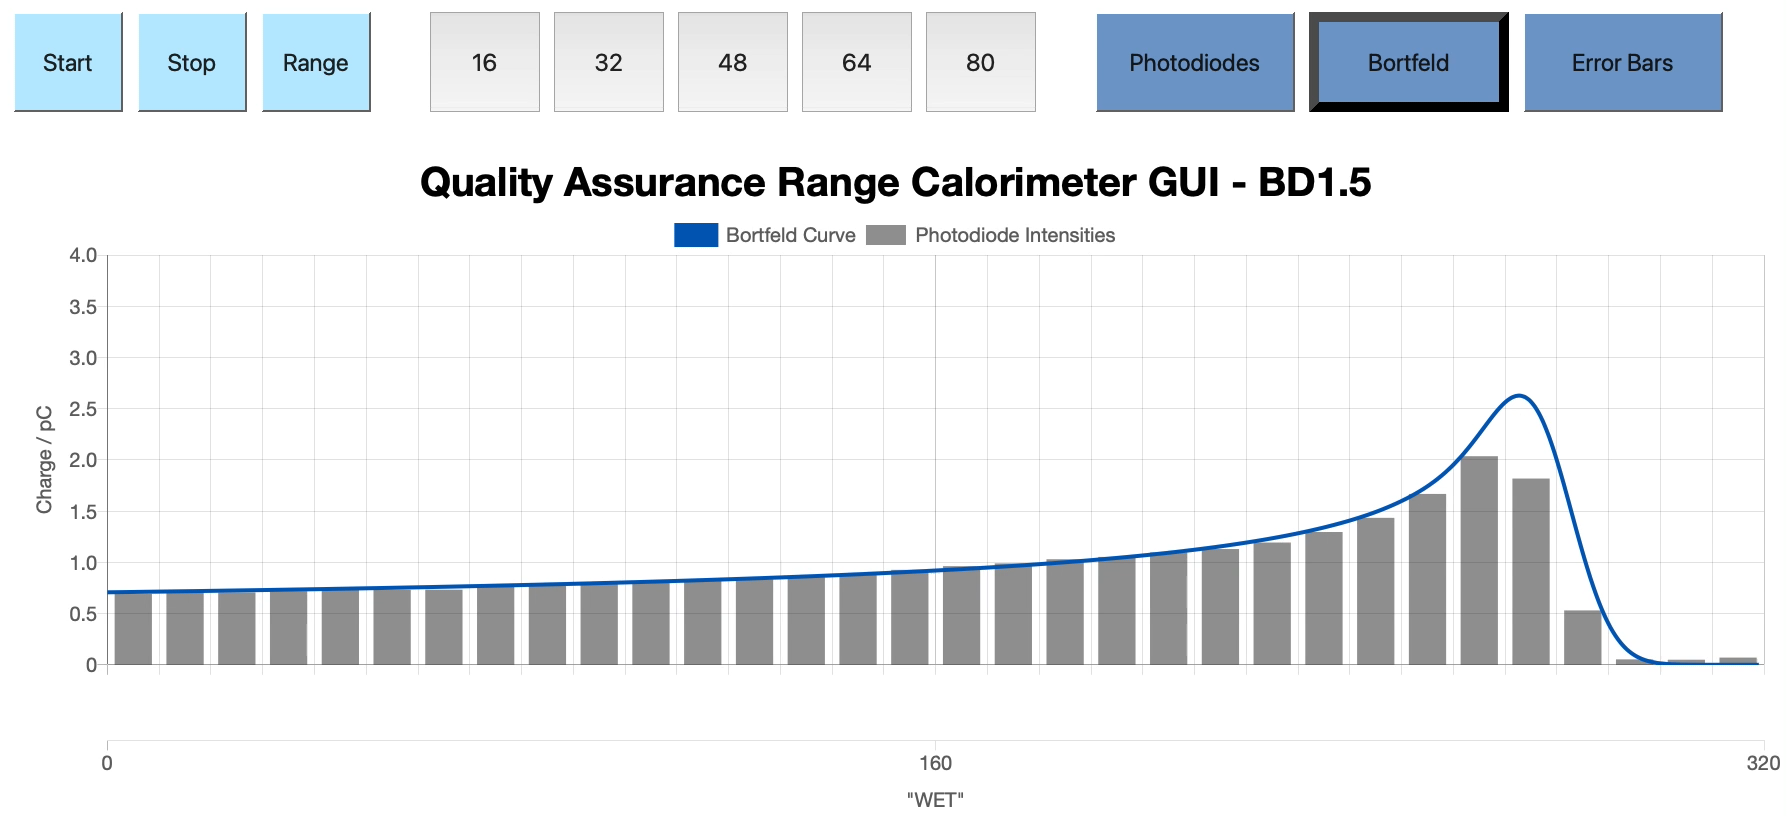 Start Stop Range 16 32 48 64 80 Photodiodes Bortfeld Error Bars
Quality Assurance Range Calorimeter GUI - BD1.5
Bortfeld Curve Photodiode Intensities
4.0
3.5
3.0
2.5
2.0
1.5
1.0
0.5
0
Charge / pC
0 160 320
"WET"